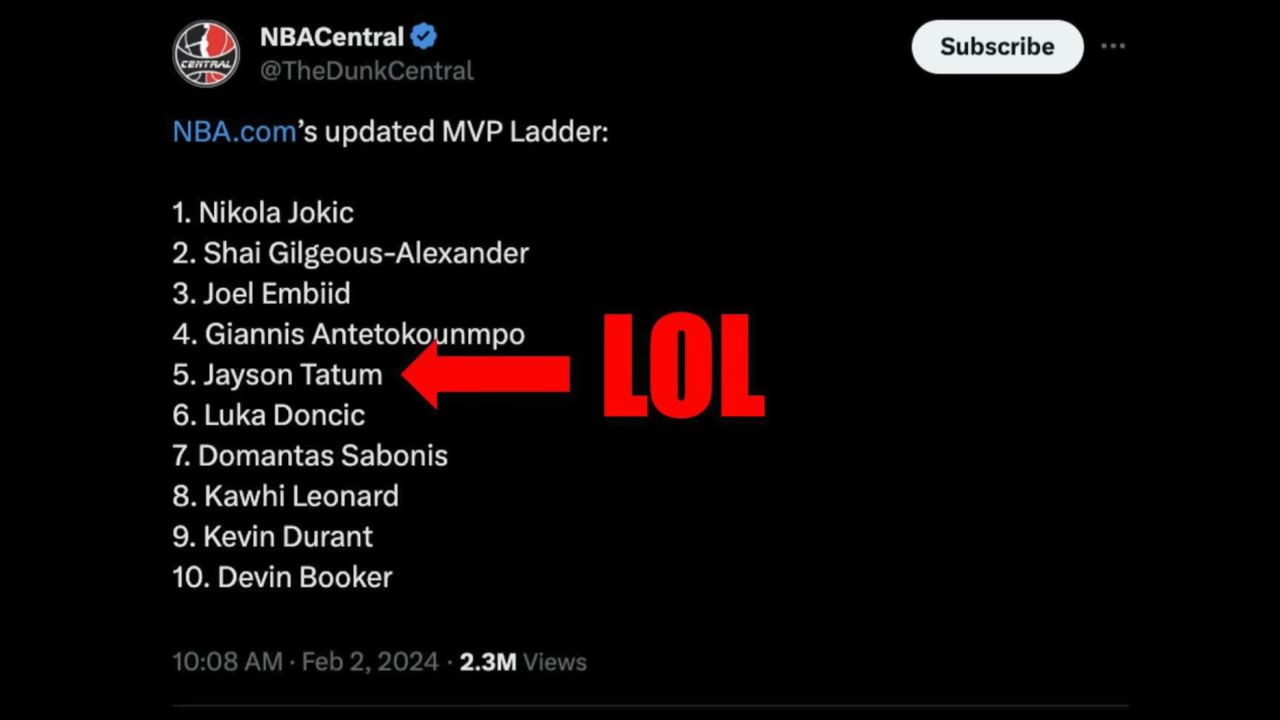 NBACentral
@TheDunkCentral
Subscribe
CENTRAL
NBA.com’s updated MVP Ladder:
1. Nikola Jokic
2. Shai Gilgeous-Alexander
3. Joel Embiid
4. Giannis Antetokounmpo
5. Jayson Tatum
LOL
6. Luka Doncic
7. Domantas Sabonis
8. Kawhi Leonard
9. Kevin Durant
10. Devin Booker
10:08 AM · Feb 2, 2024 · 2.3M Views